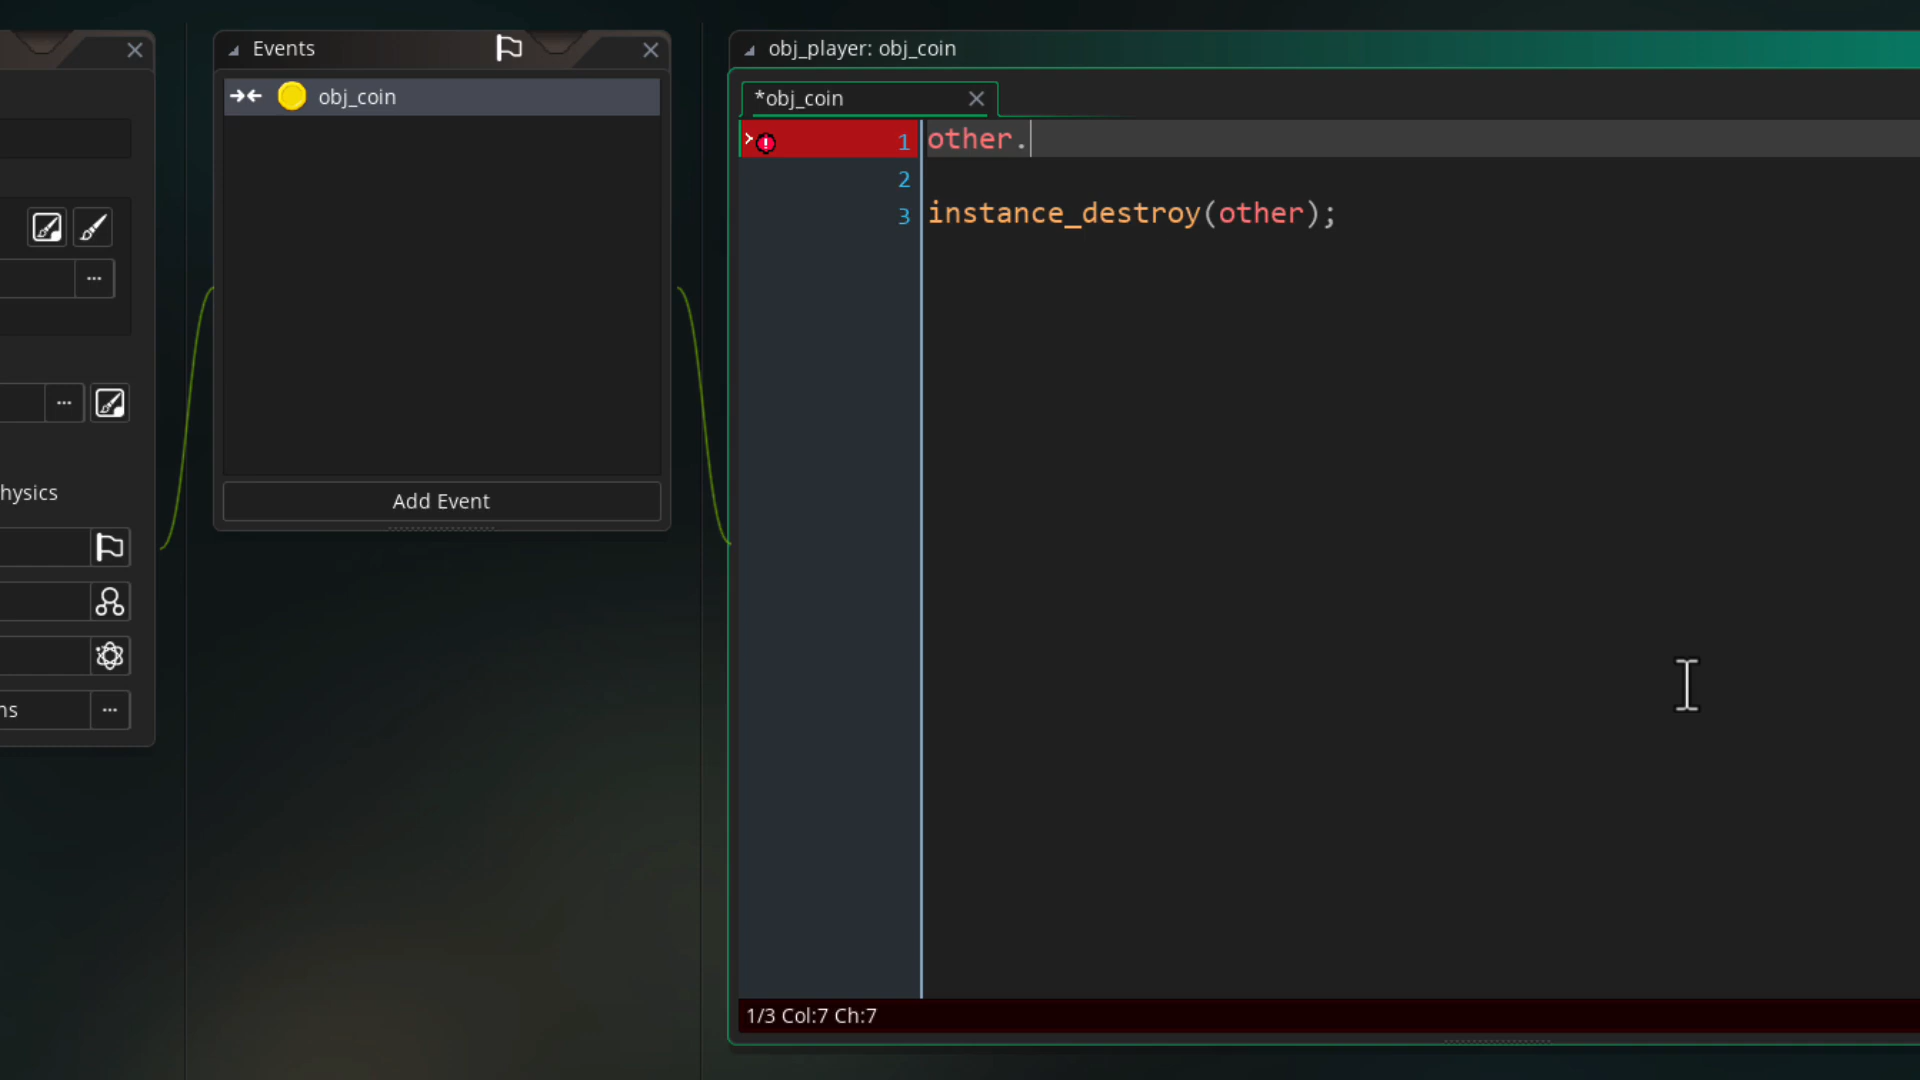 Events
obj_coin
Add Event
hysics
ns
obj_player: obj_coin
*obj_coin
1 other.
2
3 instance_destroy(other);
1/3 Col:7 Ch:7